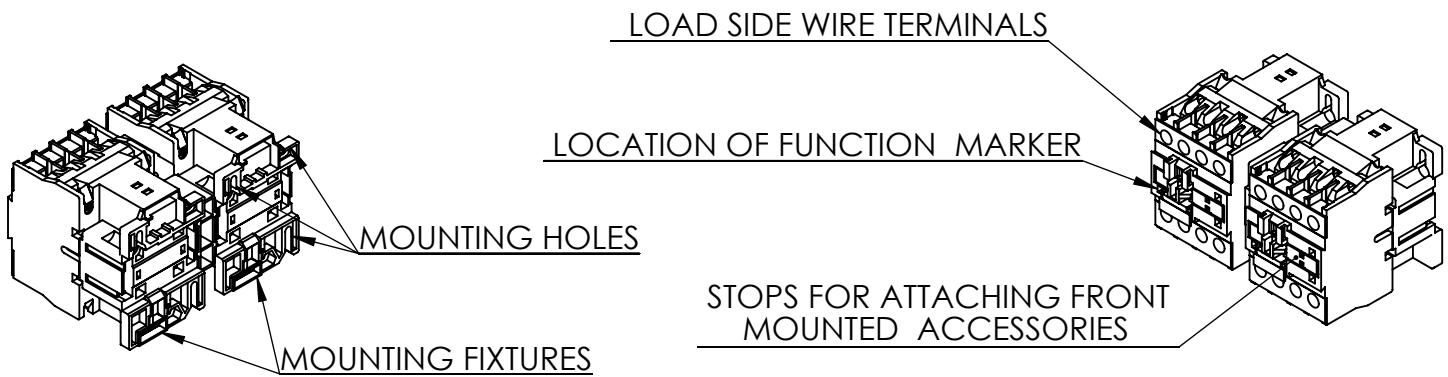 LOAD SIDE WIRE TERMINALS
LOCATION OF FUNCTION MARKER
MOUNTING HOLES
STOPS FOR ATTACHING FRONT
MOUNTED ACCESSORIES
MOUNTING FIXTURES